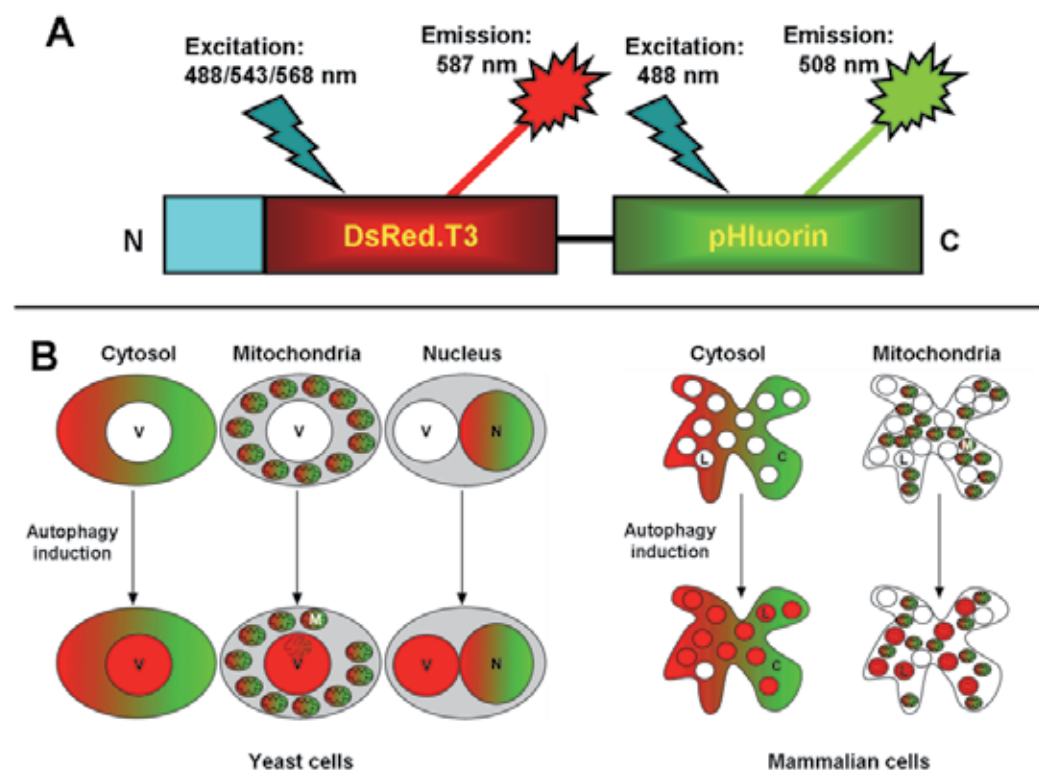 A
Excitation:
488/543/568 nm
Emission:
587 nm
Excitation:
488 nm
Emission:
508 nm
N
DsRed.T3
pHluorin
C
B
Cytosol
Mitochondria
Nucleus
V
V
V
N
Autophagy
induction
V
M
V
V
N
Yeast cells
Cytosol
Mitochondria
L
C
L
M
Autophagy
induction
L
C
L
Mammalian cells